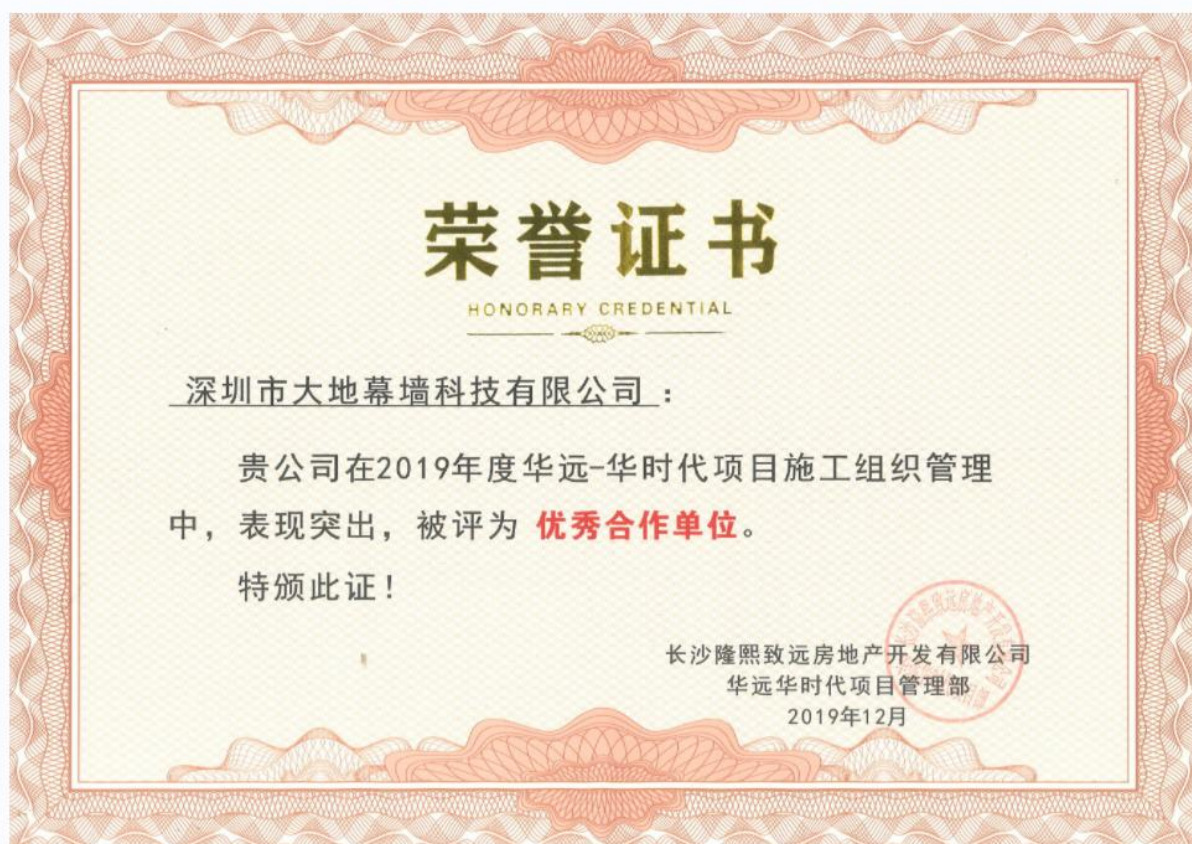 荣誉证书
HONORARY CREDENTIAL
深圳市大地幕墙科技有限公司：
贵公司在2019年度华远-华时代项目施工组织管理
中，表现突出，被评为 优秀合作单位。
特颁此证！
长沙隆熙致远房地产开发有限公司
华远华时代项目管理部
2019年12月